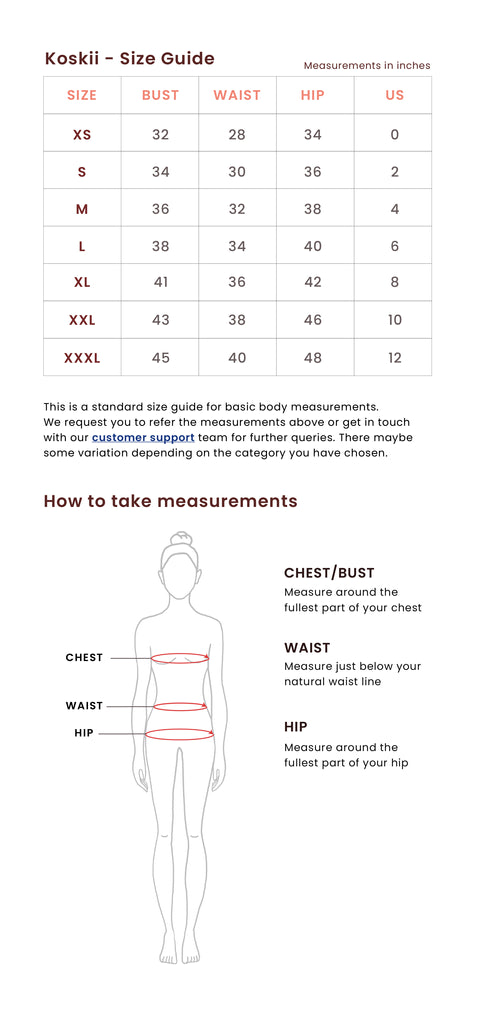 Koskii - Size Guide
Measurements in inches
SIZE BUST WAIST HIP US
XS 32 28 34 0
S 34 30 36 2
M 36 32 38 4
L 38 34 40 6
XL 41 36 42 8
XXL 43 38 46 10
XXXL 45 40 48 12
This is a standard size guide for basic body measurements.
We request you to refer the measurements above or get in touch
with our customer support team for further queries. There maybe
some variation depending on the category you have chosen.
How to take measurements
CHEST
WAIST
HIP
CHEST/BUST
Measure around the
fullest part of your chest
WAIST
Measure just below your
natural waist line
HIP
Measure around the
fullest part of your hip